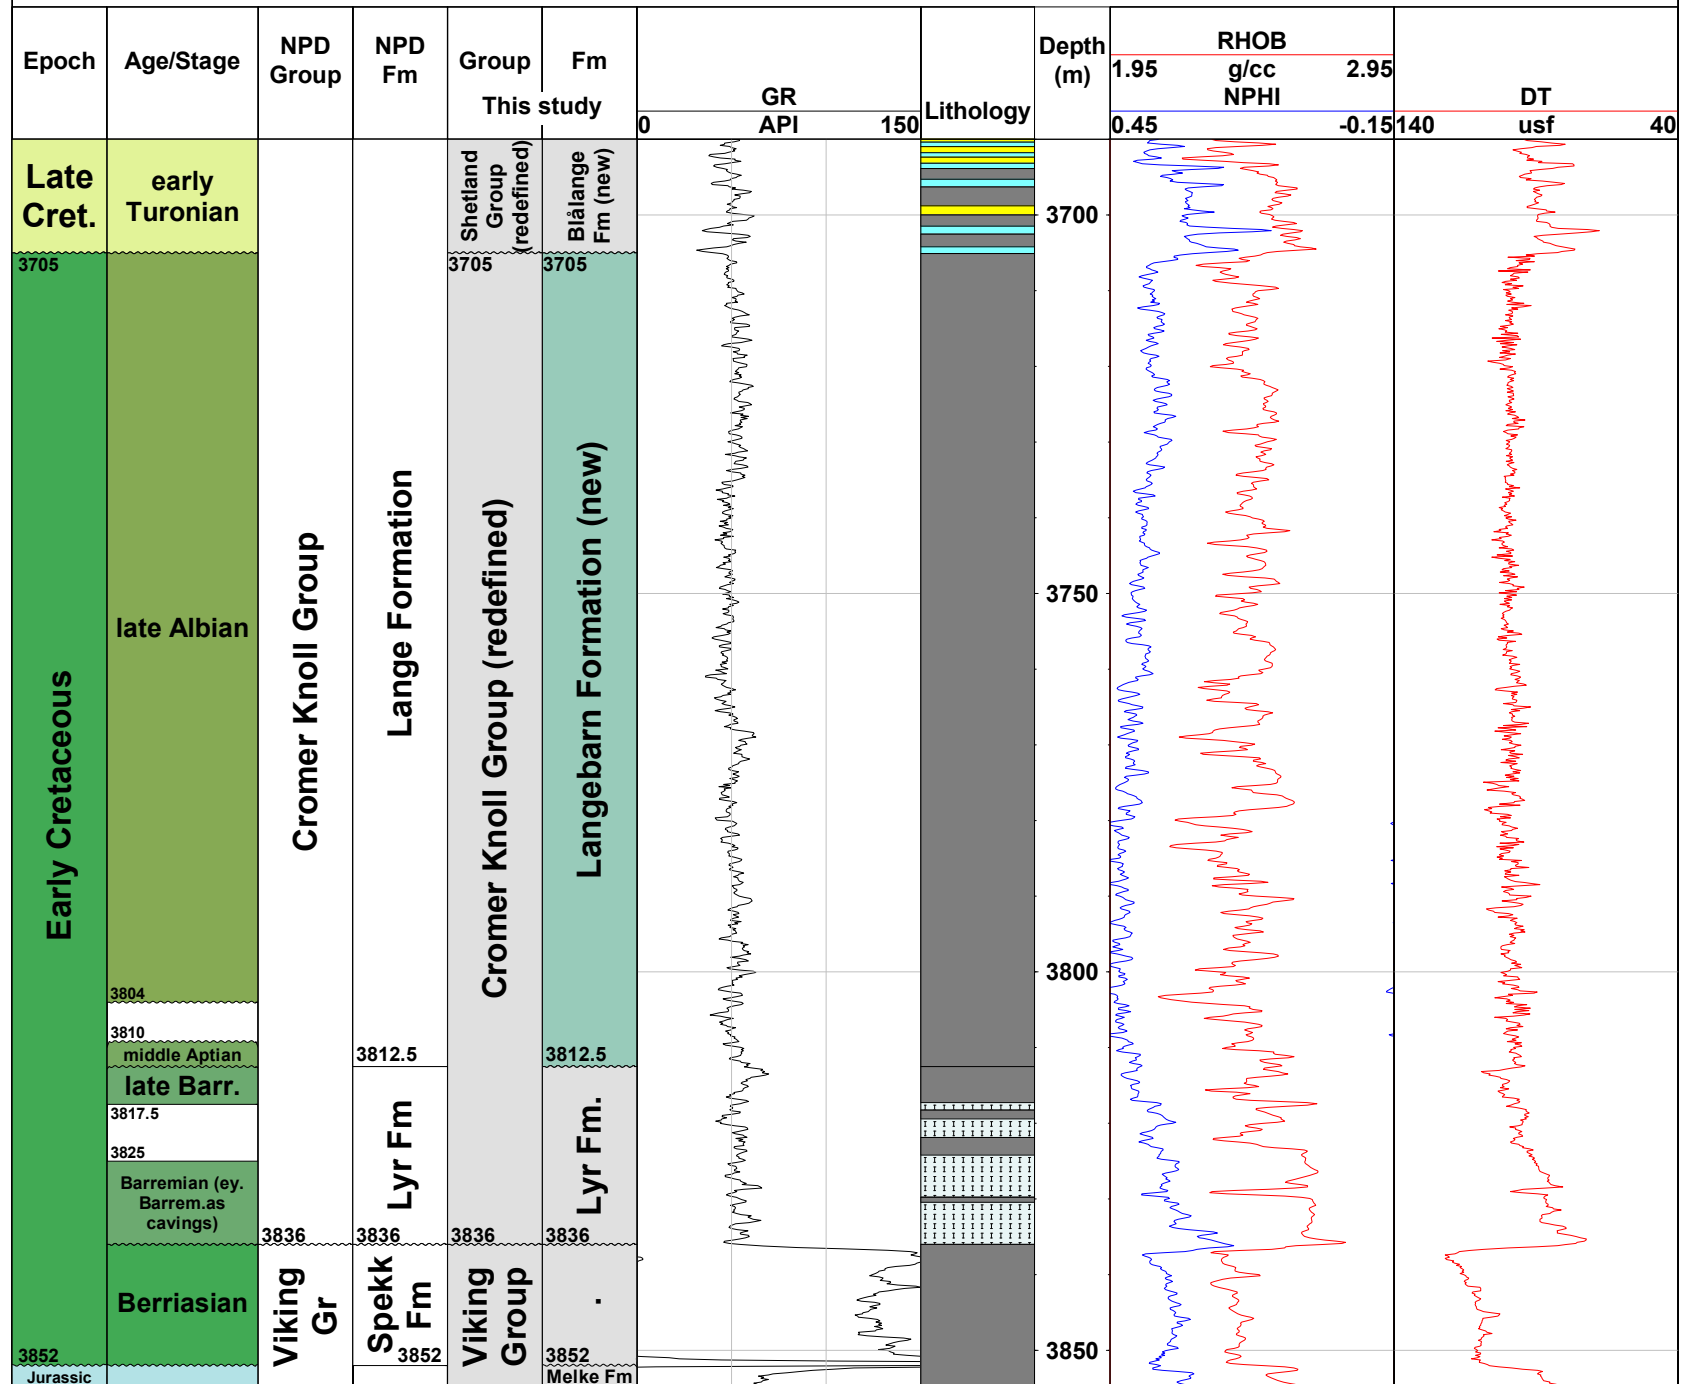 Epoch
Age/Stage
NPD
Group
NPD
Fm
Group
Fm
This study
GR
API
0
150
Lithology
Depth
(m)
RHOB
1.95
g/cc
2.95
NPHI
0.45
-0.15
DT
140
usf
40
Late
Cret.
early
Turonian
Shetland
Group
(redefined)
Blålange
Fm (new)
3700
3705
3705
3705
Early Cretaceous
late Albian
Cromer Knoll Group
Lange Formation
Cromer Knoll Group (redefined)
Langebarn Formation (new)
3750
3800
3804
3810
middle Aptian
3812.5
3812.5
late Barr.
3817.5
3825
Barremian (ey.
Barrem.as
cavings)
Lyr Fm
Lyr Fm.
3836
3836
3836
3836
Berriasian
Viking
Gr
Spekk
Fm
Viking
Group
.
3852
3852
3852
3850
Jurassic
Melke Fm